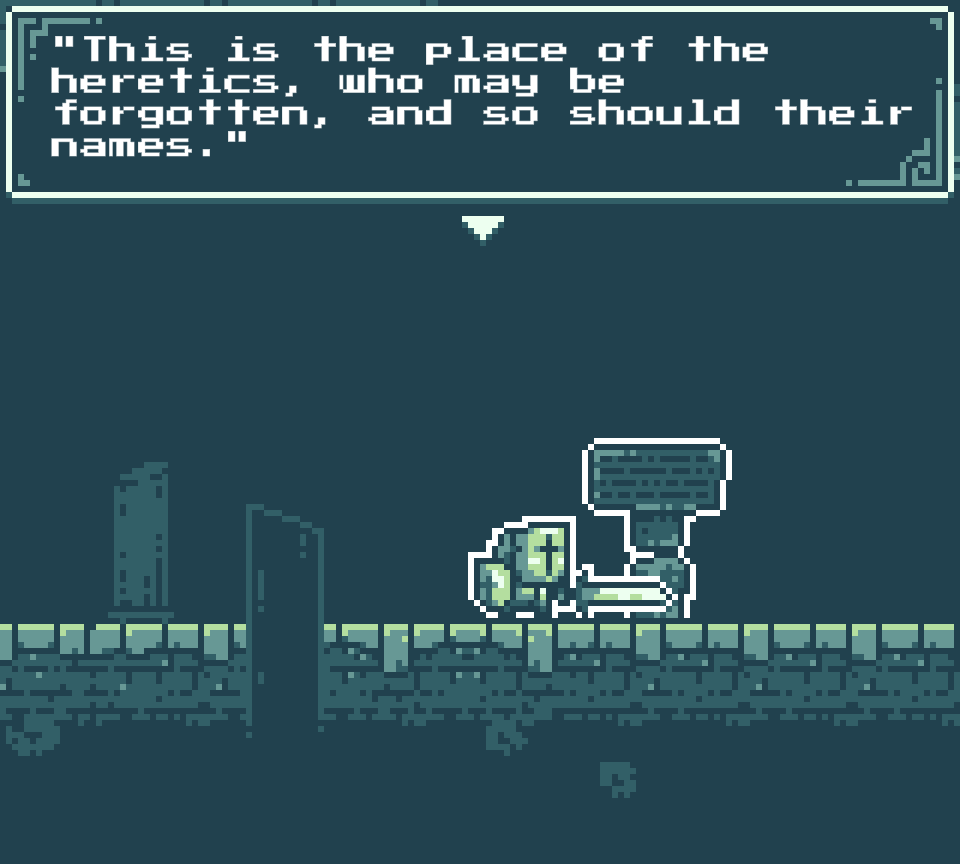 "This is the place of the
heretics, who may be
forgotten, and so should their
names."